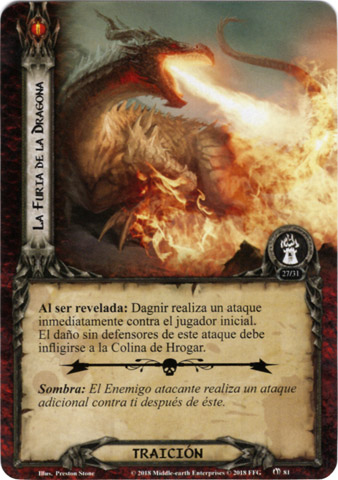 La Furia de la Dragona
27/31
Al ser revelada: Dagnir realiza un ataque
inmediatamente contra el jugador inicial.
El daño sin defensores de este ataque debe
infligirse a la Colina de Hrogar.
Sombra: El Enemigo atacante realiza un ataque
adicional contra ti después de éste.
TRAICIÓN
Illus. Preston Stone
© 2018 Middle-earth Enterprises © 2018 FFG
81